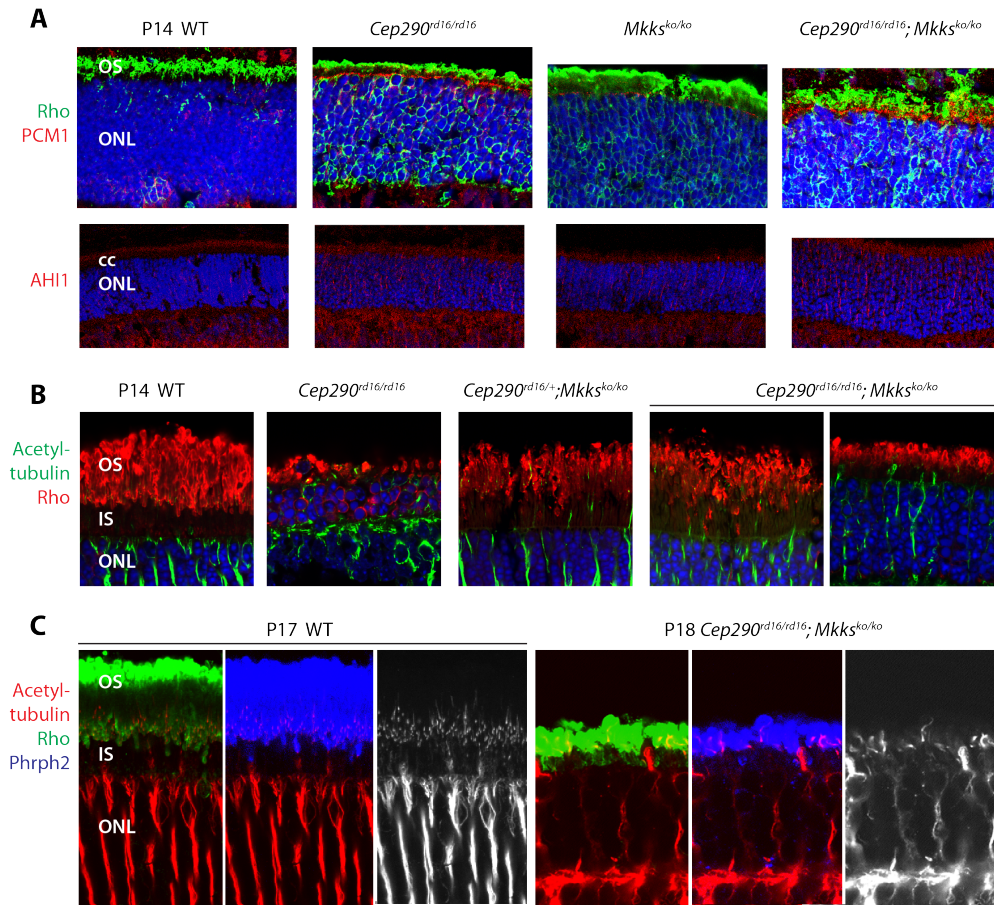 A
P14 WT
Cep290rd16/rd16
Mkksko/ko
Cep290rd16/rd16; Mkksko/ko
Rho
PCM1
OS
ONL
AHI1
cc
ONL
B
P14 WT
Cep290rd16/rd16
Cep290rd16/+;Mkksko/ko
Cep290rd16/rd16; Mkksko/ko
Acetyl-
tubulin
Rho
OS
IS
ONL
C
P17 WT
P18 Cep290rd16/rd16; Mkksko/ko
Acetyl-
tubulin
Rho
Phrph2
OS
IS
ONL